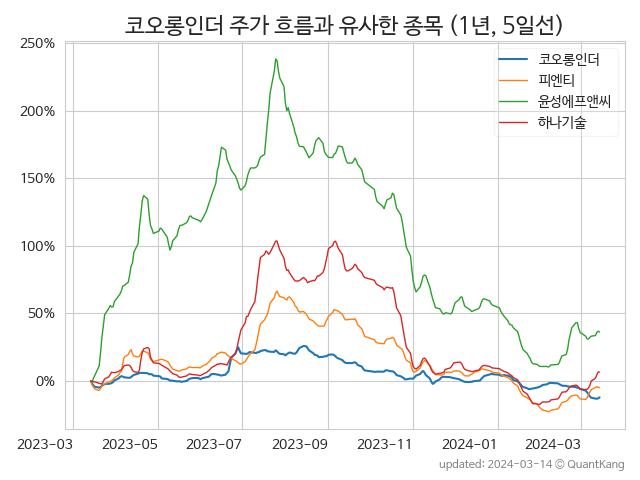 코오롱인더 주가 흐름과 유사한 종목 (1년, 5일선)
250%
200%
150%
100%
50%
0%
코오롱인더
피엔티
윤성에프앤씨
하나기술
2023-03 2023-05 2023-07 2023-09 2023-11 2024-01 2024-03
updated: 2024-03-14 © QuantKang